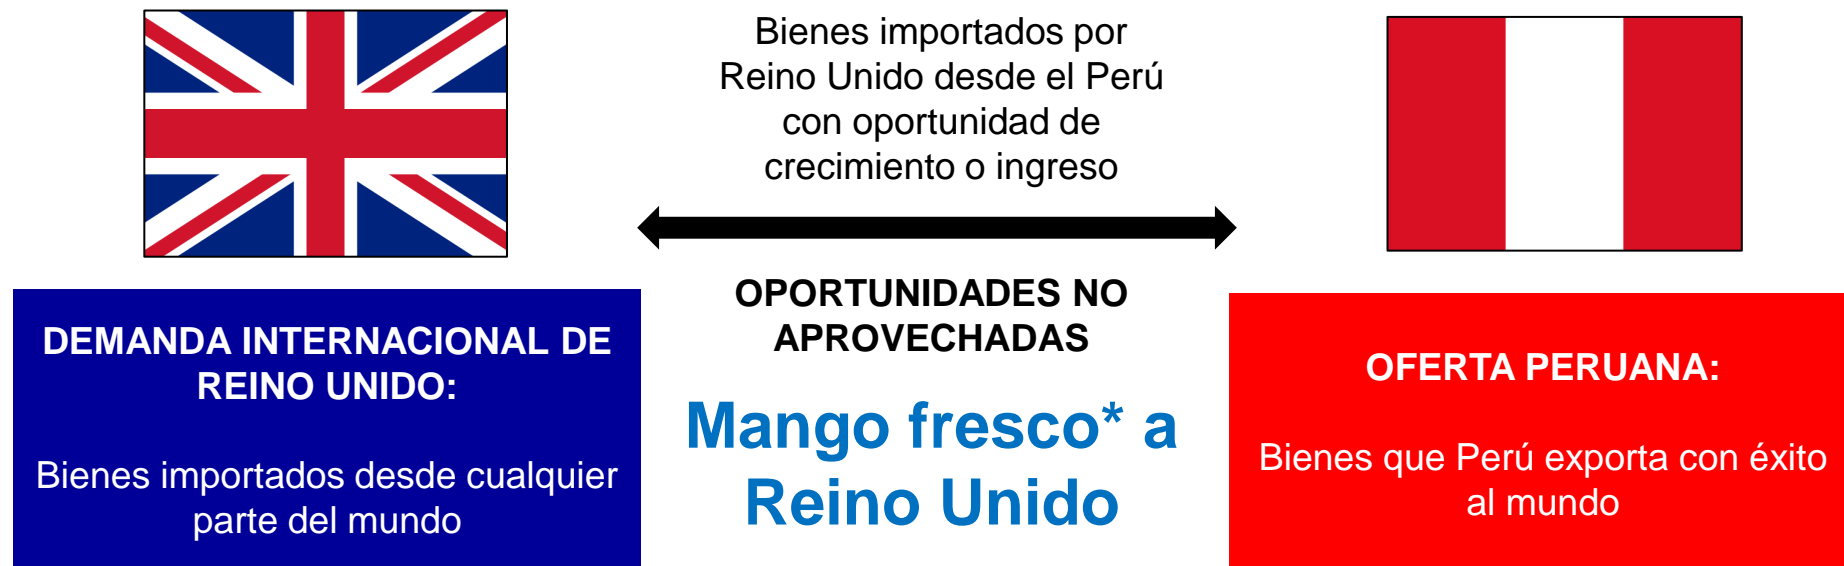 Bienes importados por
Reino Unido desde el Perú
con oportunidad de
crecimiento o ingreso
DEMANDA INTERNACIONAL DE
REINO UNIDO:
Bienes importados desde cualquier
parte del mundo
OPORTUNIDADES NO
APROVECHADAS
Mango fresco* a
Reino Unido
OFERTA PERUANA:
Bienes que Perú exporta con éxito
al mundo